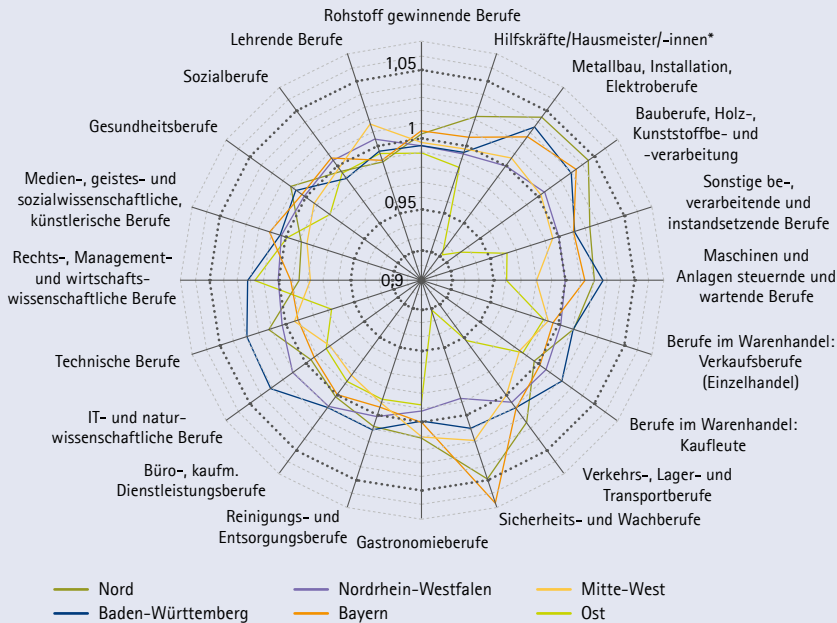 Rohstoff gewinnende Berufe
Hilfskräfte/Hausmeister/-innen*
Metallbau, Installation,
Elektroberufe
Bauberufe, Holz-,
Kunststoffbe- und
-verarbeitung
Sonstige be-,
verarbeitende und
instandsetzende Berufe
Maschinen und
Anlagen steuernde und
wartende Berufe
Berufe im Warenhandel:
Verkaufsberufe
(Einzelhandel)
Berufe im Warenhandel:
Kaufleute
Verkehrs-, Lager- und
Transportberufe
Sicherheits- und Wachberufe
Gastronomieberufe
Reinigungs- und
Entsorgungsberufe
Büro-, kaufm.
Dienstleistungsberufe
IT- und natur-
wissenschaftliche Berufe
Technische Berufe
Rechts-, Management-
und wirtschafts-
wissenschaftliche Berufe
Medien-, geistes- und
sozialwissenschaftliche,
künstlerische Berufe
Gesundheitsberufe
Sozialberufe
Lehrende Berufe
1,05
1
0,95
0,9
Nord
Nordrhein-Westfalen
Mitte-West
Baden-Württemberg
Bayern
Ost